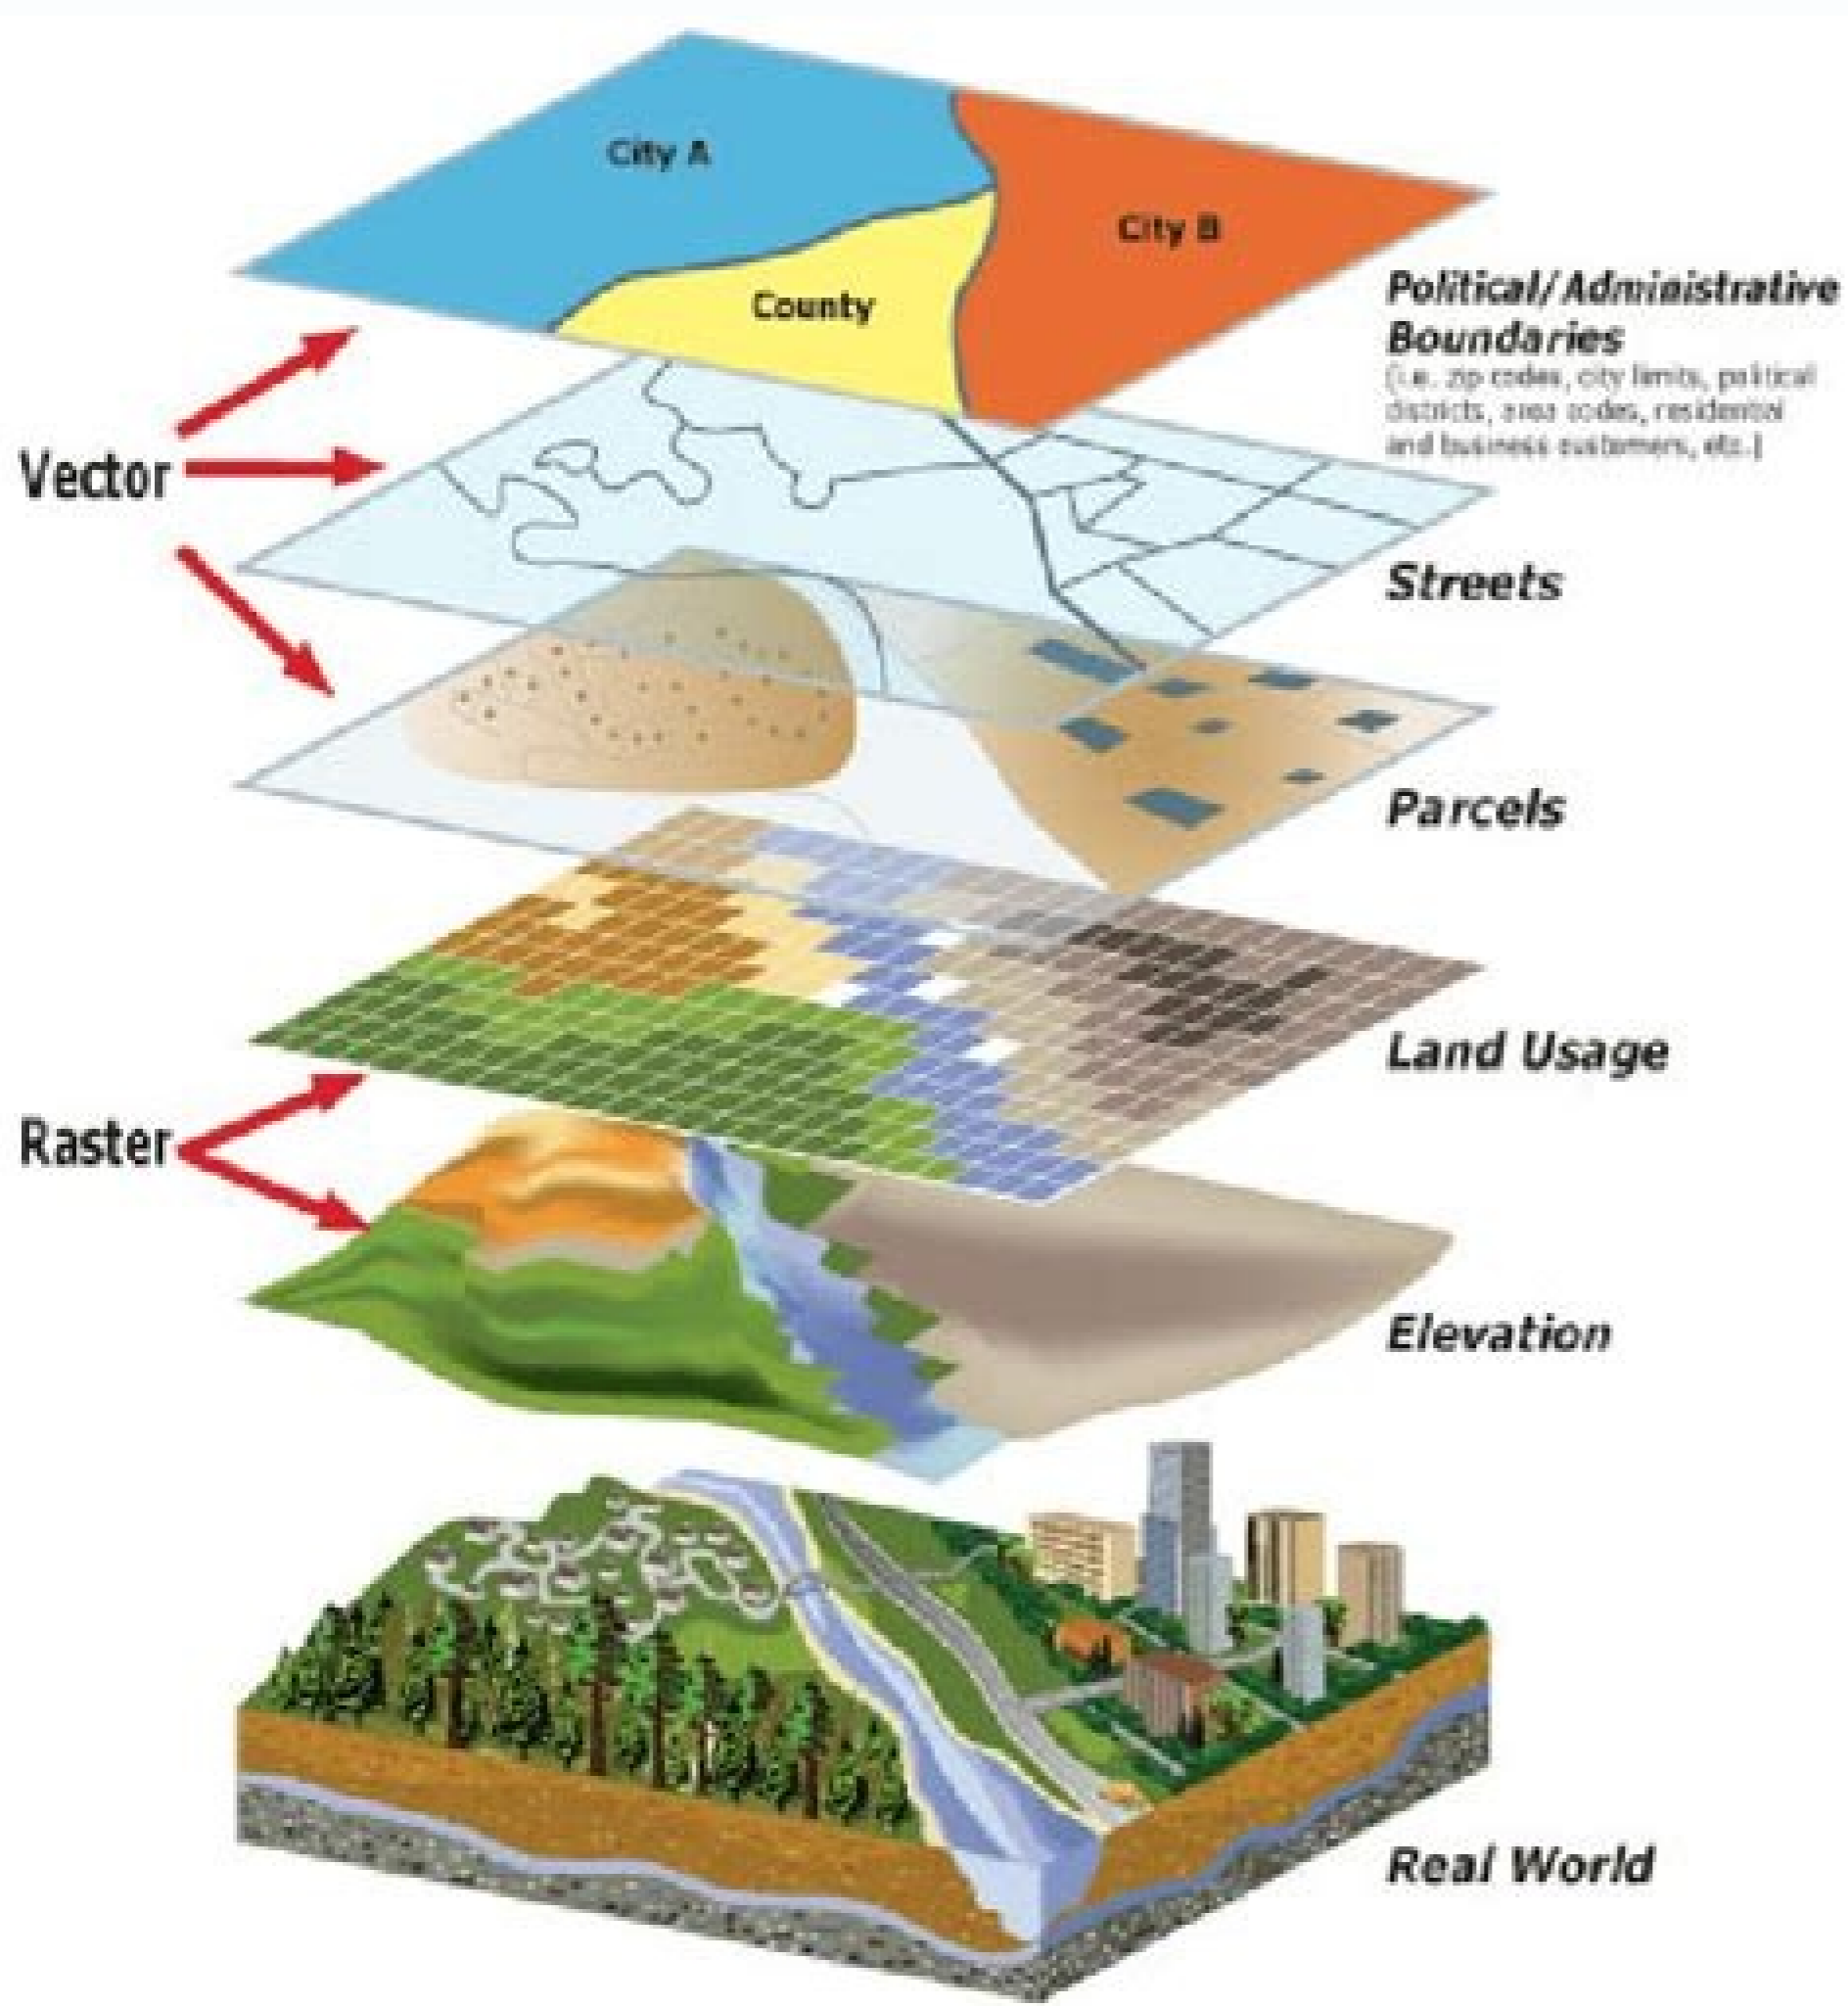 City A
City B
County
Political/Administrative
Boundaries
(i.e. zip codes, city limits, political
districts, area codes, residential
and business customers, etc.)
Vector
Streets
Parcels
Land Usage
Raster
Elevation
Real World